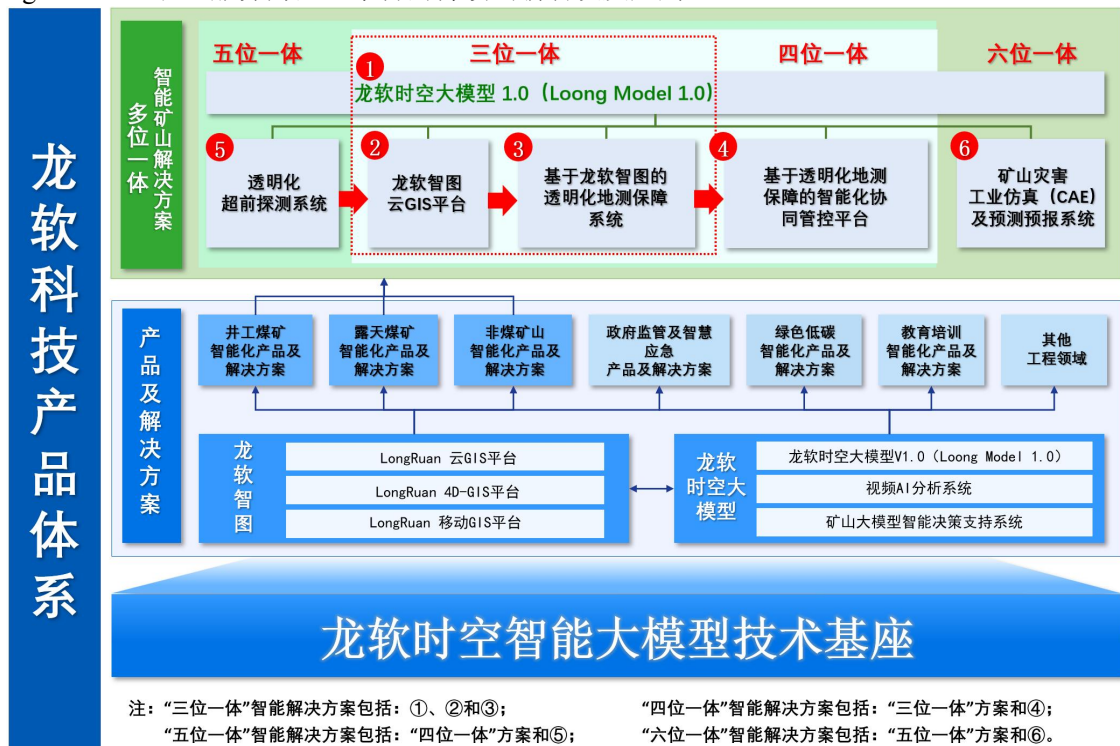 龙软科技产品体系
智能矿山解决方案
多位一体
五位一体
三位一体
四位一体
六位一体
①
龙软时空大模型 1.0（Loong Model 1.0）
⑤
透明化
超前探测系统
②
龙软智图
云GIS平台
③
基于龙软智图的
透明化地测保障
系统
④
基于透明化地测
保障的智能化协
同管控平台
⑥
矿山灾害
工业仿真（CAE）
及预测预报系统
产品及解决方案
井工煤矿
智能化产品及
解决方案
露天煤矿
智能化产品及
解决方案
非煤矿山
智能化产品及
解决方案
政府监管及智慧
应急
产品及解决方案
绿色低碳
智能化产品及
解决方案
教育培训
智能化产品及
解决方案
其他
工程领域
龙软智图
LongRuan 云GIS平台
LongRuan 4D-GIS平台
LongRuan 移动GIS平台
龙软
时空大
模型
龙软时空大模型V1.0（Loong Model 1.0）
视频AI分析系统
矿山大模型智能决策支持系统
龙软时空智能大模型技术基座
注：“三位一体”智能解决方案包括：①、②和③；
“四位一体”智能解决方案包括：“三位一体”方案和④；
“五位一体”智能解决方案包括：“四位一体”方案和⑤；
“六位一体”智能解决方案包括：“五位一体”方案和⑥。